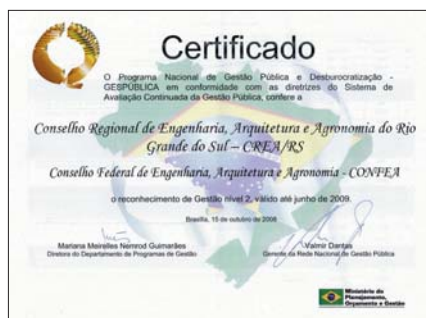 Certificado
O Programa Nacional de Gestão Pública e Desburocratização -
GESPÚBLICA em conformidade com as diretrizes do Sistema de
Avaliação Continuada da Gestão Pública, confere a
Conselho Regional de Engenharia, Arquitetura e Agronomia do Rio
Grande do Sul – CREA/RS
Conselho Federal de Engenharia, Arquitetura e Agronomia - CONFEA
o reconhecimento de Gestão nível 2, válido até junho de 2009.
Brasília, 15 de outubro de 2008
Mariana Meirelles Nemrod Guimarães
Diretora do Departamento de Programas de Gestão
Valmir Dantas
Gerente da Rede Nacional de Gestão Pública
Ministério do
Planejamento,
Orçamento e Gestão